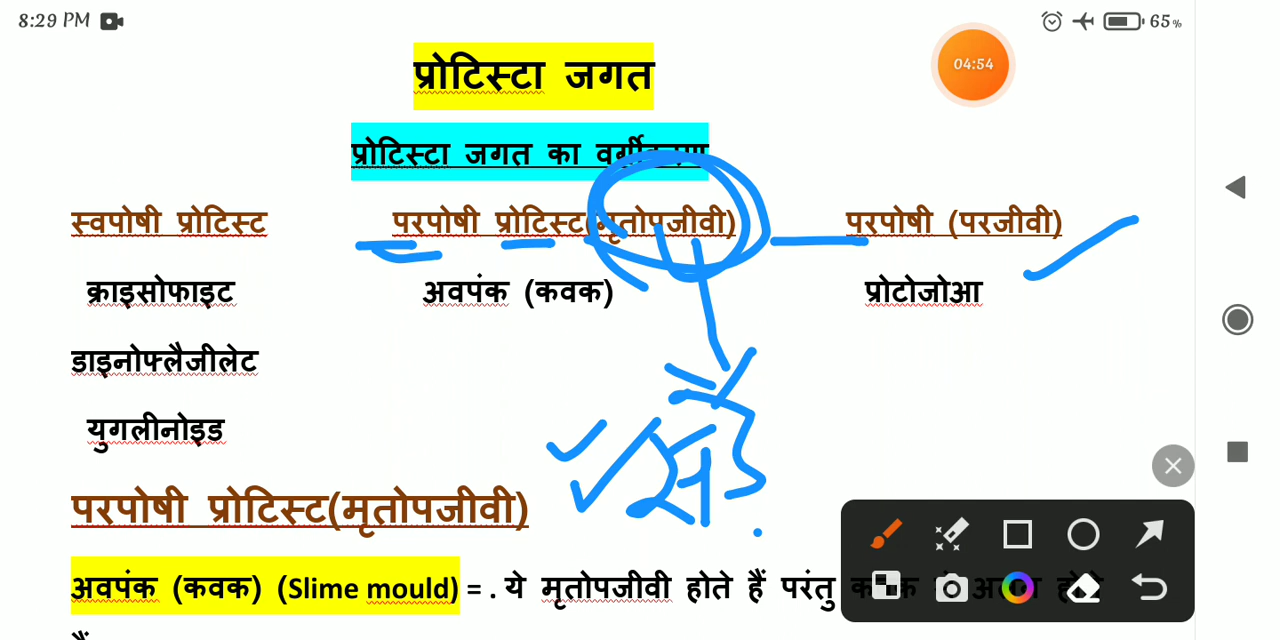 8:29 PM
65%
04:54
प्रोटिस्टा जगत
प्रोटिस्टा जगत का वर्गीकरण
स्वपोषी प्रोटिस्ट परपोषी प्रोटिस्ट(मृतोपजीवी) परपोषी (परजीवी)
क्राइसोफाइट अवपंक (कवक) प्रोटोजोआ
डाइनोफ्लैजीलेट
युगलीनोइड
परपोषी प्रोटिस्ट(मृतोपजीवी)
अवपंक (कवक) (Slime mould) = . ये मृतोपजीवी होते हैं परंतु
हैं